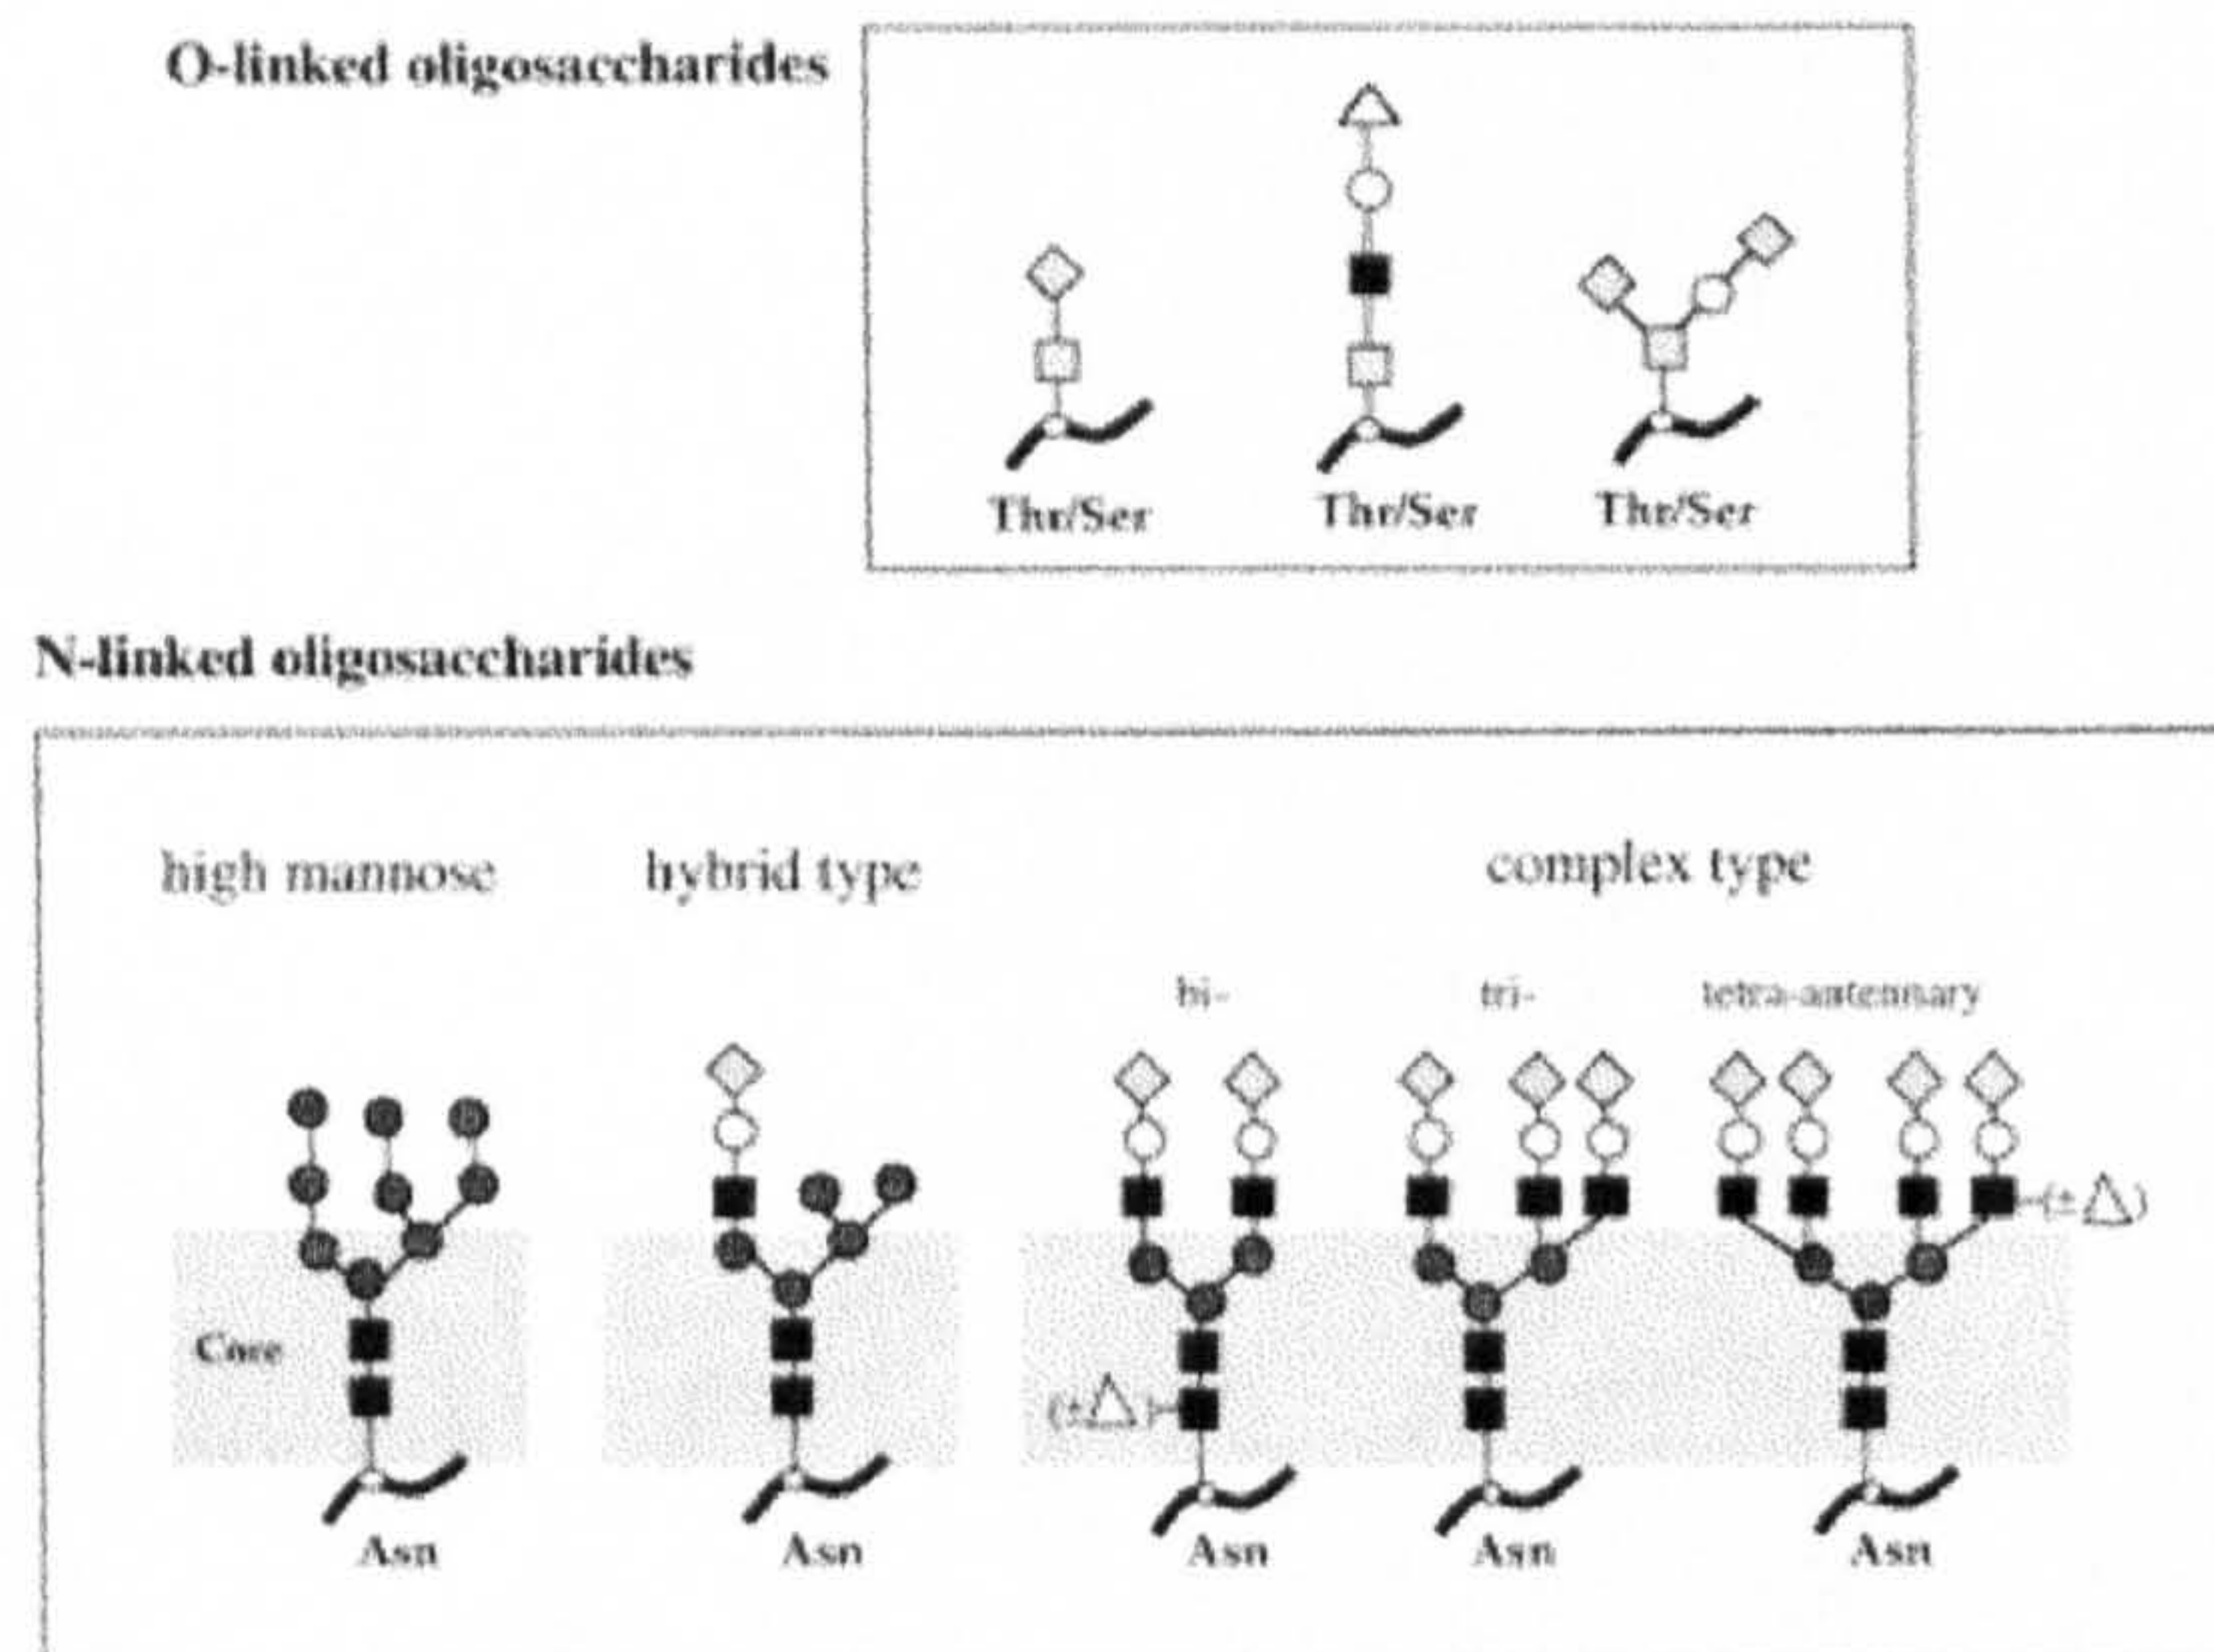 O-linked oligosaccharides
Thr/Ser Thr/Ser Thr/Ser
N-linked oligosaccharides
high mannose hybrid type complex type
bi- tri- tetra-antennary
(±△)
Core
(±△)
Asn Asn Asn Asn Asn